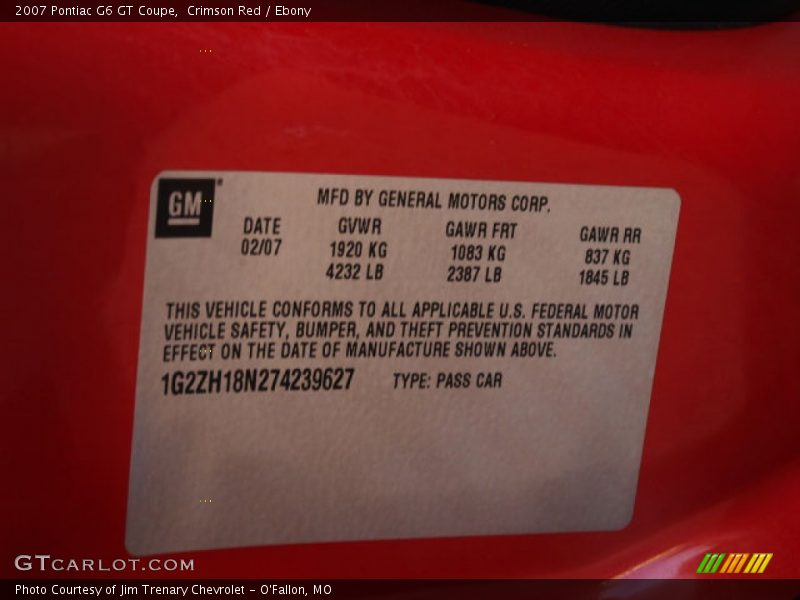 2007 Pontiac G6 GT Coupe,  Crimson Red / Ebony
GM
MFD BY GENERAL MOTORS CORP.
DATE GVWR GAWR FRT GAWR RR
02/07 1920 KG 1083 KG 837 KG
4232 LB 2387 LB 1845 LB
THIS VEHICLE CONFORMS TO ALL APPLICABLE U.S. FEDERAL MOTOR
VEHICLE SAFETY, BUMPER, AND THEFT PREVENTION STANDARDS IN
EFFECT ON THE DATE OF MANUFACTURE SHOWN ABOVE.
1G2ZH18N274239627 TYPE: PASS CAR
GTCARLOT.COM
Photo Courtesy of Jim Trenary Chevrolet - O'Fallon, MO